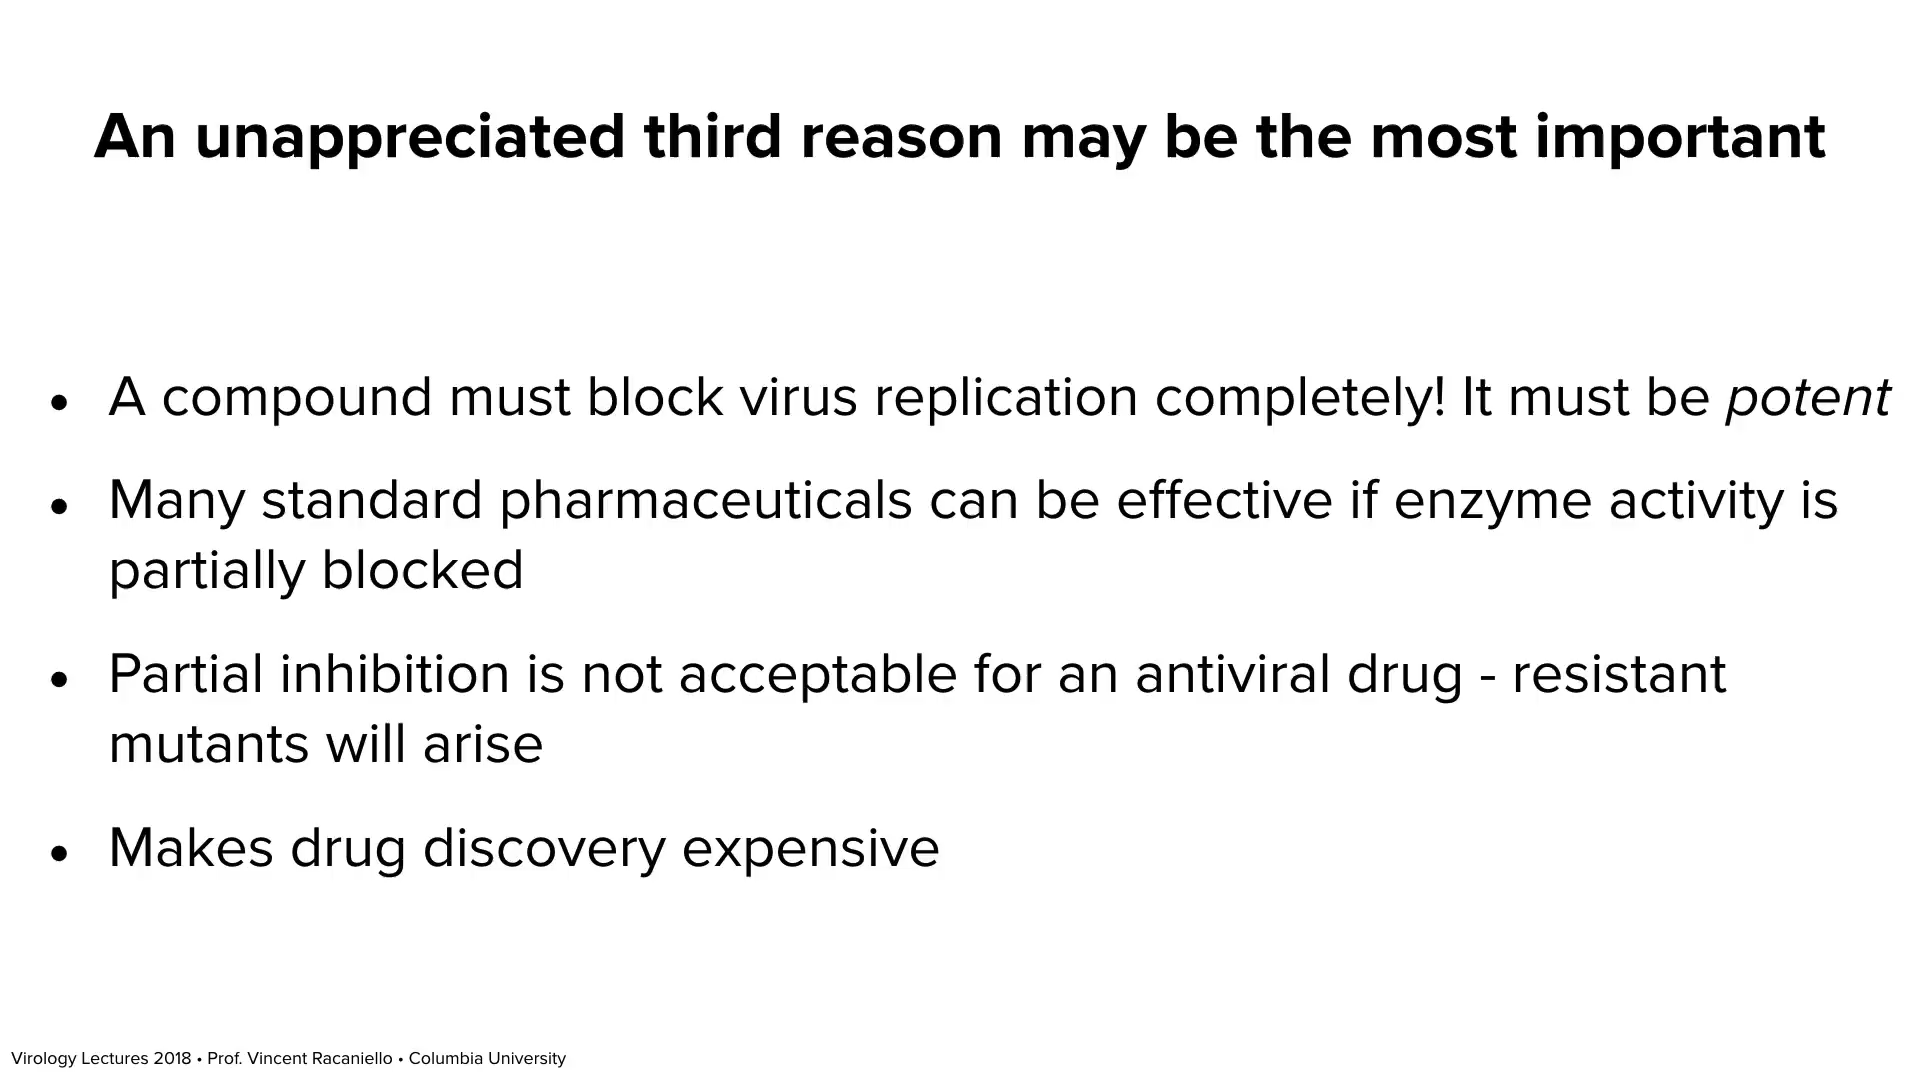 An unappreciated third reason may be the most important
• A compound must block virus replication completely! It must be potent
• Many standard pharmaceuticals can be effective if enzyme activity is
partially blocked
• Partial inhibition is not acceptable for an antiviral drug - resistant
mutants will arise
• Makes drug discovery expensive
Virology Lectures 2018 • Prof. Vincent Racaniello • Columbia University